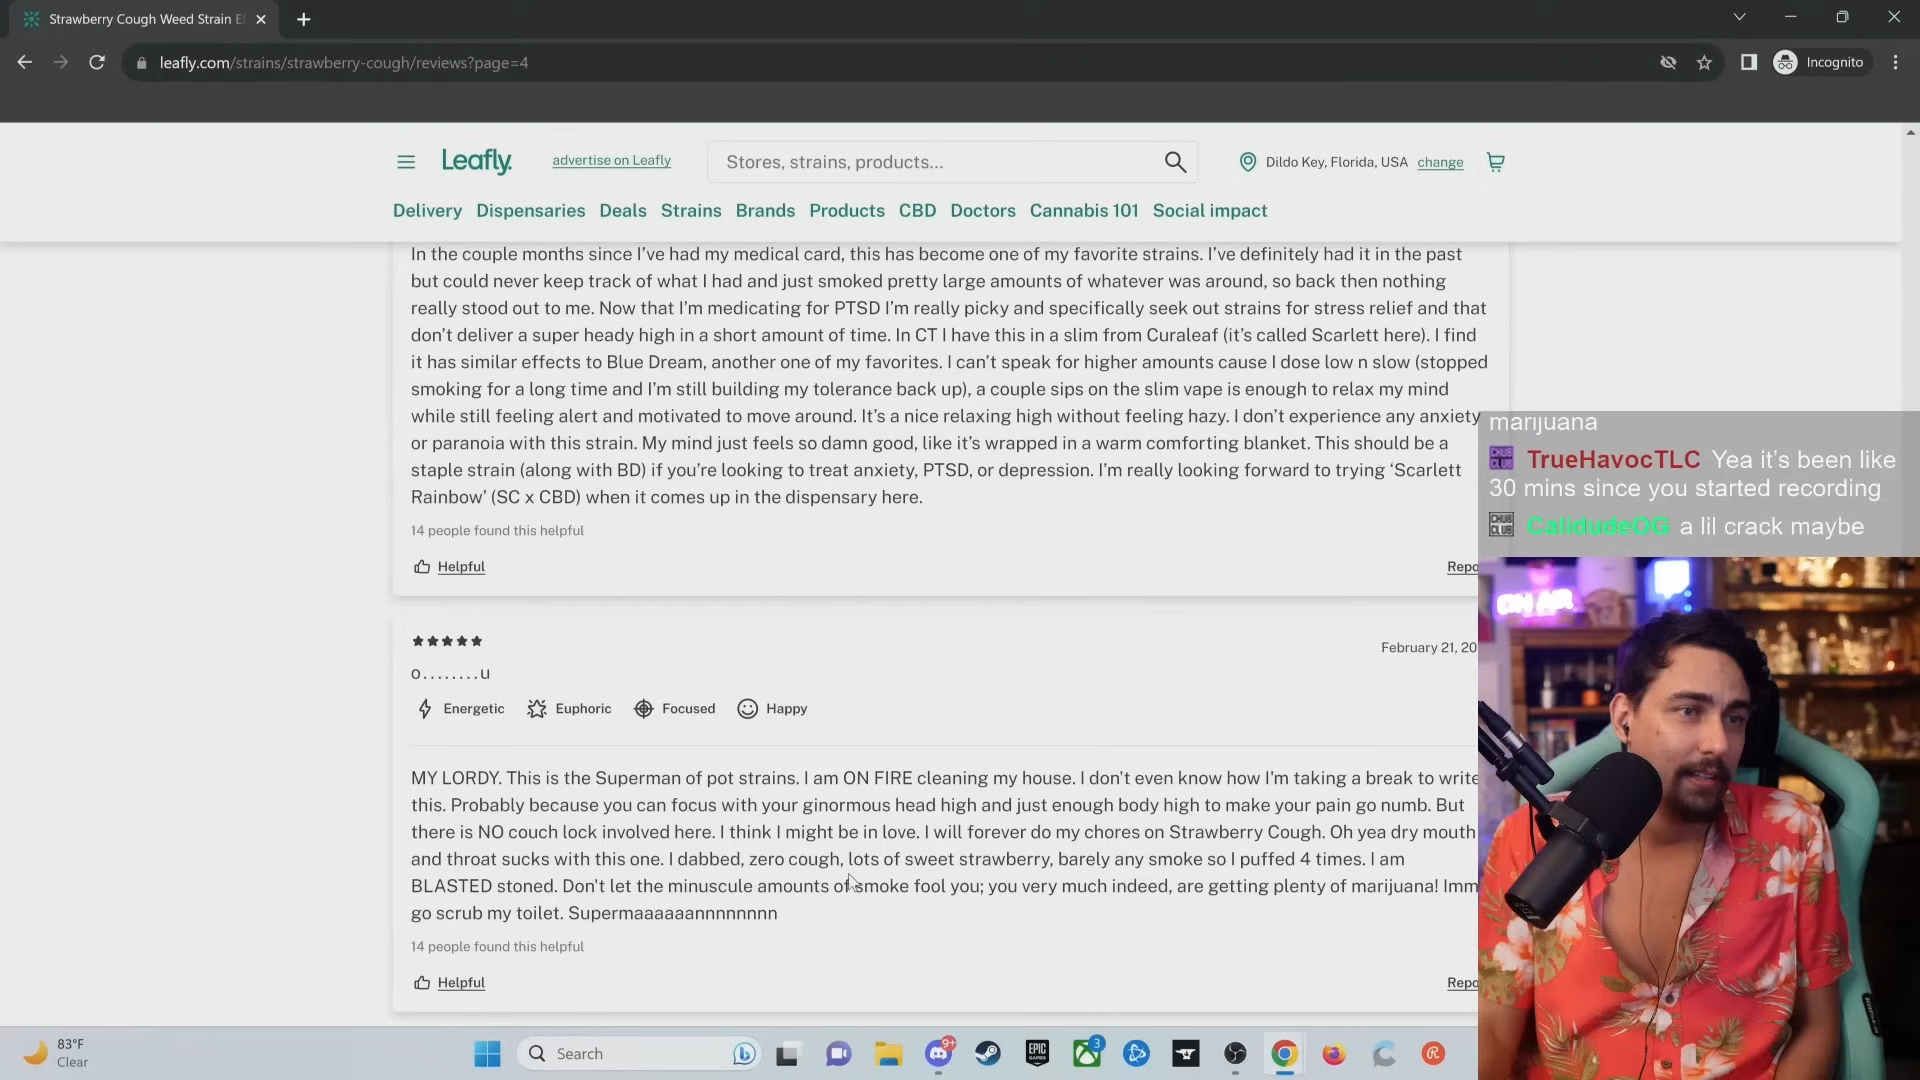 Strawberry Cough Weed Strain E
leafly.com/strains/strawberry-cough/reviews?page=4
Incognito
Leafly.
advertise on Leafly
Stores, strains, products...
Dildo Key, Florida, USA change
Delivery Dispensaries Deals Strains Brands Products CBD Doctors Cannabis 101 Social impact
In the couple months since I've had my medical card, this has become one of my favorite strains. I've definitely had it in the past
but could never keep track of what I had and just smoked pretty large amounts of whatever was around, so back then nothing
really stood out to me. Now that I'm medicating for PTSD I'm really picky and specifically seek out strains for stress relief and that
don't deliver a super heady high in a short amount of time. In CT I have this in a slim from Curaleaf (it's called Scarlett here). I find
it has similar effects to Blue Dream, another one of my favorites. I can't speak for higher amounts cause I dose low n slow (stopped
smoking for a long time and I'm still building my tolerance back up), a couple sips on the slim vape is enough to relax my mind
while still feeling alert and motivated to move around. It's a nice relaxing high without feeling hazy. I don't experience any anxiety
or paranoia with this strain. My mind just feels so damn good, like it's wrapped in a warm comforting blanket. This should be a
staple strain (along with BD) if you're looking to treat anxiety, PTSD, or depression. I'm really looking forward to trying 'Scarlett
Rainbow' (SC x CBD) when it comes up in the dispensary here.
14 people found this helpful
Helpful
Repo
February 21, 20
o........u
Energetic Euphoric Focused Happy
MY LORDY. This is the Superman of pot strains. I am ON FIRE cleaning my house. I don't even know how I'm taking a break to write
this. Probably because you can focus with your ginormous head high and just enough body high to make your pain go numb. But
there is NO couch lock involved here. I think I might be in love. I will forever do my chores on Strawberry Cough. Oh yea dry mouth
and throat sucks with this one. I dabbed, zero cough, lots of sweet strawberry, barely any smoke so I puffed 4 times. I am
BLASTED stoned. Don't let the minuscule amounts of smoke fool you; you very much indeed, are getting plenty of marijuana! Imm
go scrub my toilet. Supermaaaaaannnnnnnn
14 people found this helpful
Helpful
Repo
marijuana
CHUB CLUB TrueHavocTLC Yea it's been like
30 mins since you started recording
CHUB CLUB CalidudeOG a lil crack maybe
ON AIR
83°F
Clear
Search
9+
EPIC GAMES
3